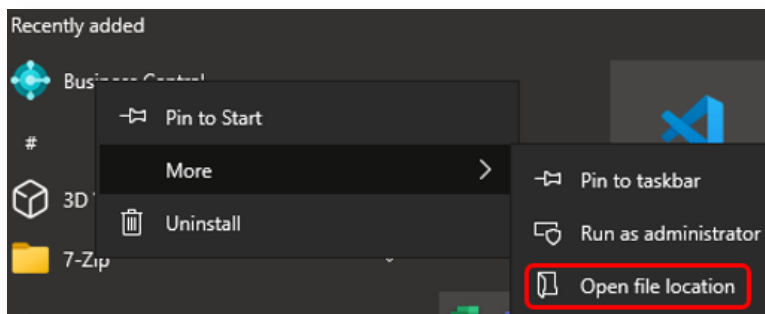 Recently added
Business Control
Pin to Start
#
More
Pin to taskbar
3D
Uninstall
Run as administrator
7-Zip
Open file location